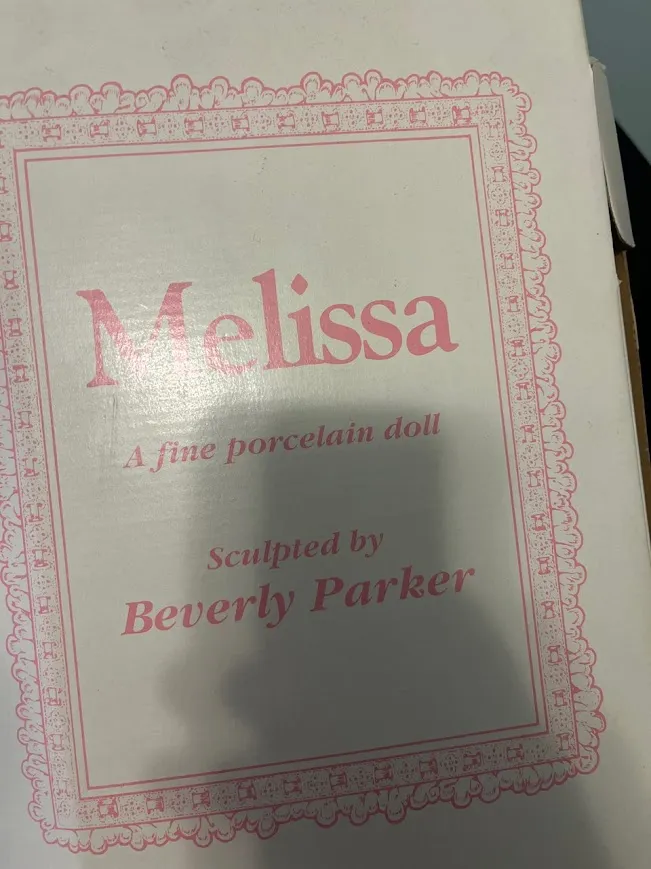 Melissa
A fine porcelain doll
Sculpted by
Beverly Parker